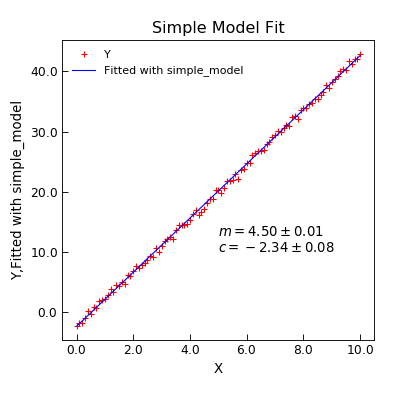 Simple Model Fit
Y
Fitted with simple_model
40.0
30.0
20.0
10.0
0.0
Y,Fitted with simple_model
m = 4.50 ± 0.01
c = −2.34 ± 0.08
0.0 2.0 4.0 6.0 8.0 10.0
X